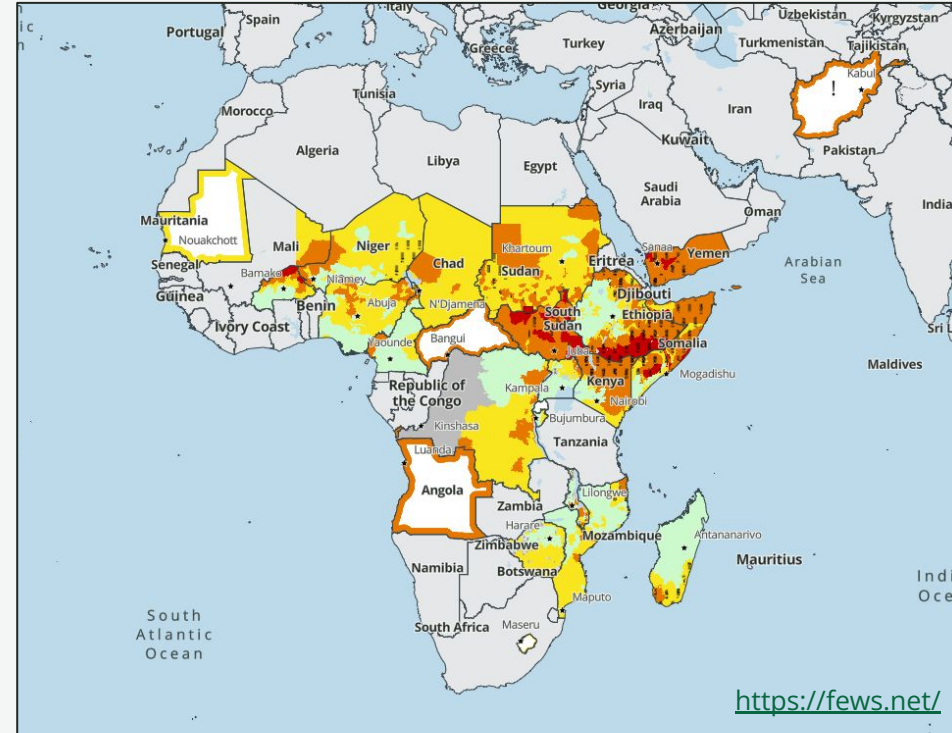 Italy
Georgia
Spain
Portugal
Greece
Turkey
Azerbaijan
Uzbekistan
Kyrgyzstan
Turkmenistan
Tajikistan
ic
n
Kabul
!
Tunisia
Syria
Iraq
Iran
Morocco
Kuwait
Pakistan
Algeria
Libya
Egypt
Saudi
Arabia
India
Oman
Mauritania
Nouakchott
Mali
Niger
Chad
Khartoum
Sudan
Eritrea
Sanaa
Yemen
Arabian
Sea
Senegal
Bamako
Niamey
Guinea
Benin
Abuja
N'Djamena
Djibouti
Ethiopia
South
Sudan
Ivory Coast
Bangui
Yaounde
Juba
Somalia
Sri L
Maldives
Republic of
the Congo
Kampala
Kenya
Mogadishu
Nairobi
Kinshasa
Bujumbura
Tanzania
Luanda
Angola
Zambia
Lilongwe
Harare
Zimbabwe
Mozambique
Antananarivo
Namibia
Botswana
Mauritius
Indi
Oce
Maputo
South
Atlantic
Ocean
South Africa
Maseru
https://fews.net/